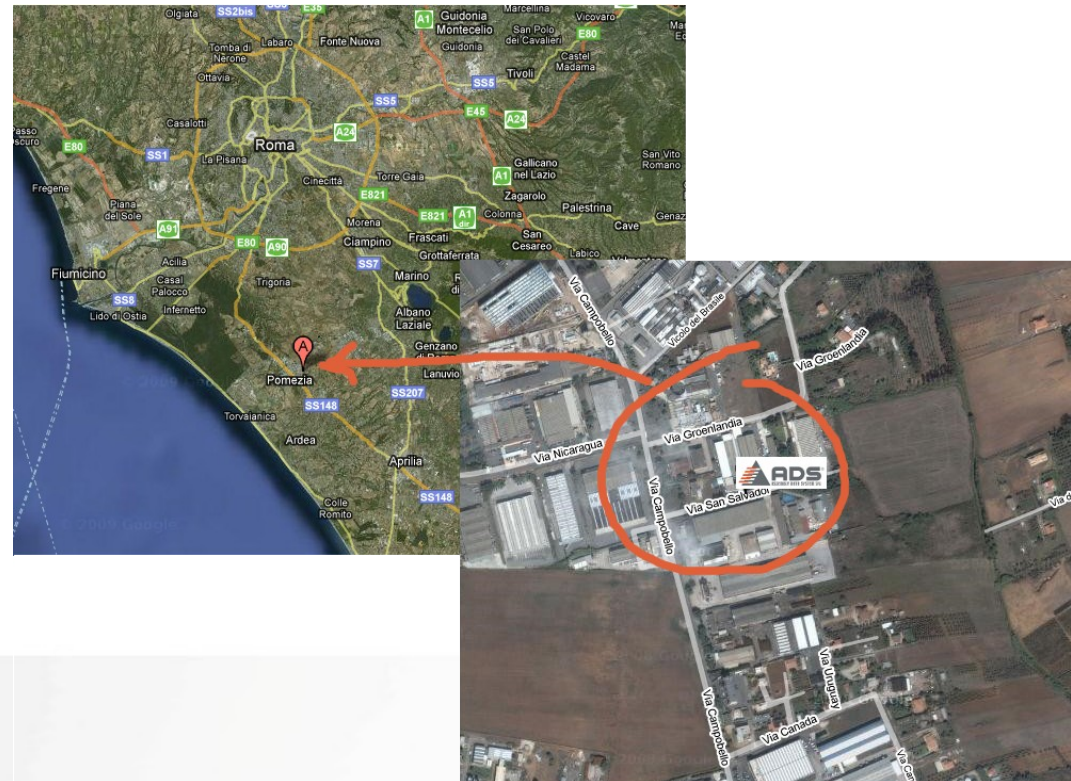 Olgiata
SS2bis
E35
A1
Guidonia
Montecelio
Marcellina
Vicovaro
Labaro
Fonte Nuova
Guidonia
San Polo
dei Cavalieri
E80
Tomba di
Nerone
Castel
Madama
Ottavia
SS5
Tivoli
SS5
Casalotti
E45
A24
A24
E80
SS1
Roma
La Pisana
Gallicano
nel Lazio
San Vito
Romano
Fregene
Cinecittà
Torre Gaia
A1
Zagarolo
Piana
del Sole
E821
E821
A1
dir
Colonna
Palestrina
Cave
A91
Morena
Frascati
San
Cesareo
E80
A90
Ciampino
Grottaferrata
Labico
Acilia
SS7
Fiumicino
Casal
Palocco
Trigoria
Marino
SS8
Infernetto
Albano
Laziale
Lido di Ostia
Genzano
A
Pomezia
Lanuvio
SS148
SS207
Torvaianica
Ardea
Aprilia
SS148
Colle
Romito
Via Campobello
Vicolo del Brasile
Via Groenlandia
Via Groenlandia
Via Nicaragua
ADS
Via San Salvador
Via Campobello
Via Uruguay
Via Campobello
Via Canada